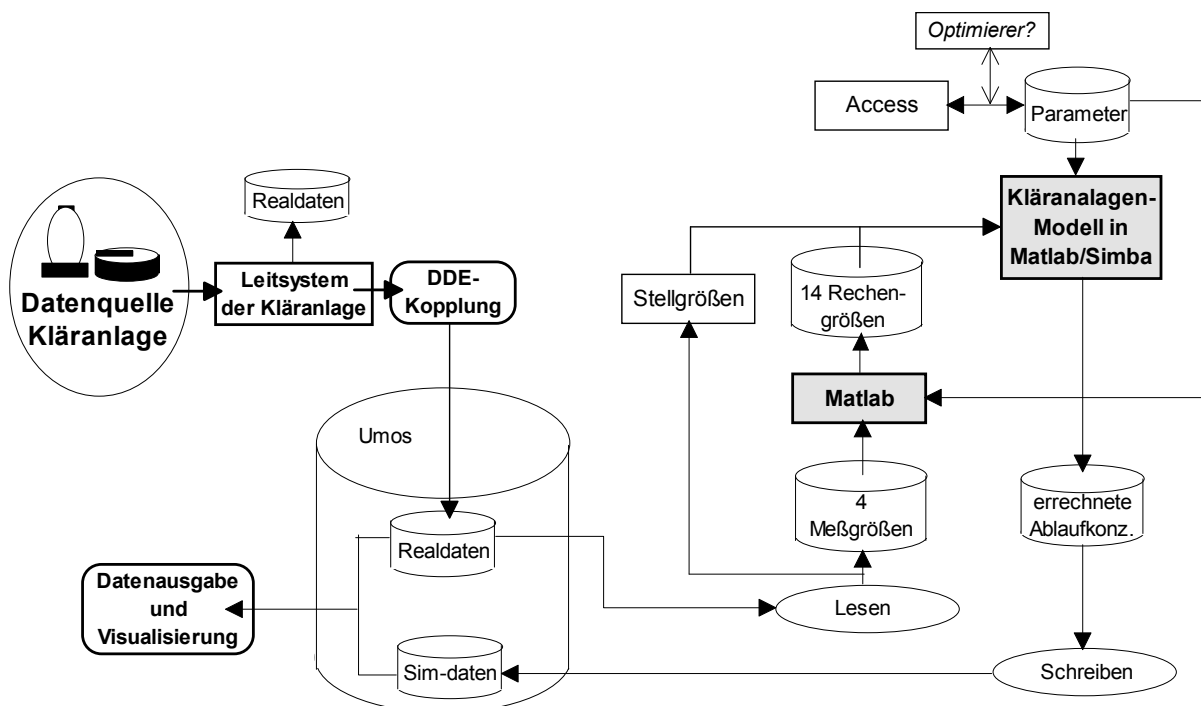 Optimierer?
Access
Parameter
Realdaten
Kläranalagen-
Modell in
Matlab/Simba
Datenquelle
Kläranlage
Leitsystem
der Kläranlage
DDE-
Kopplung
Stellgrößen
14 Rechen-
größen
Matlab
Umos
4
Meßgrößen
errechnete
Ablaufkonz.
Realdaten
Datenausgabe
und
Visualisierung
Lesen
Sim-daten
Schreiben